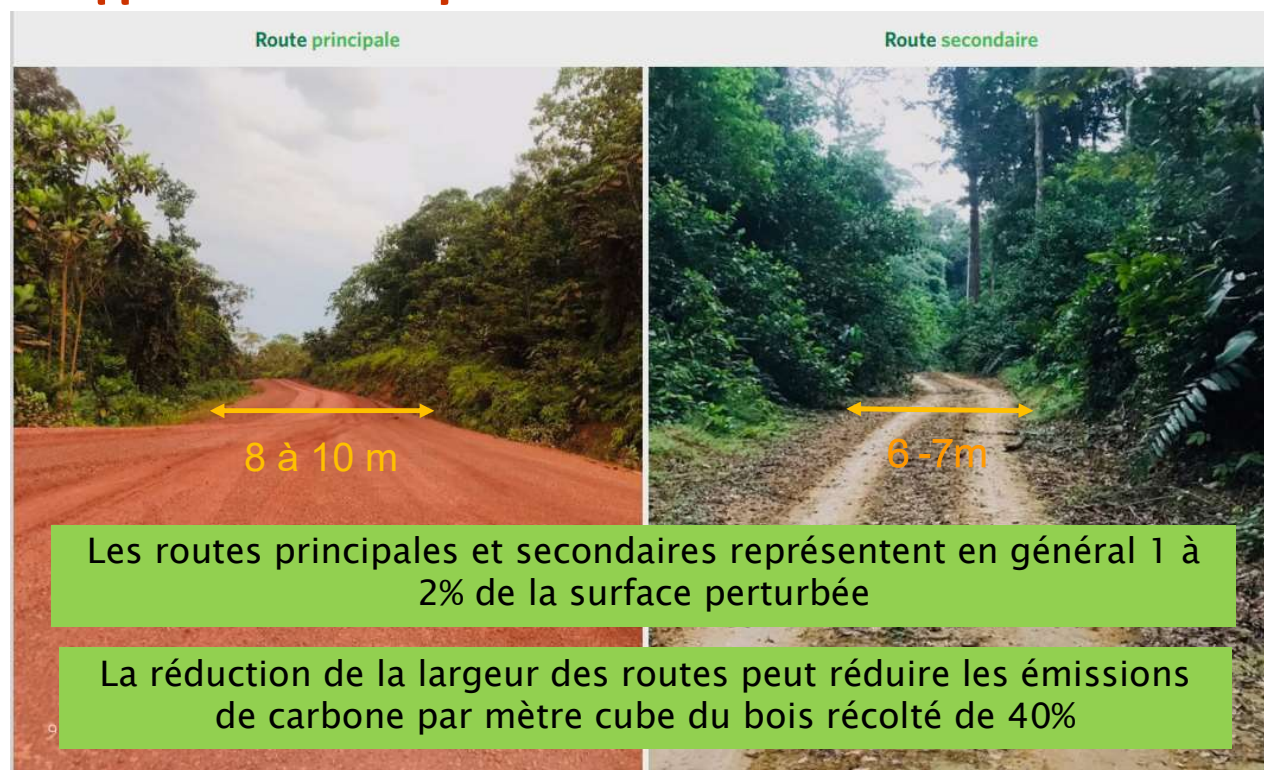 Route principale
Route secondaire
8 à 10 m
6 -7m
Les routes principales et secondaires représentent en général 1 à
2% de la surface perturbée
La réduction de la largeur des routes peut réduire les émissions
de carbone par mètre cube du bois récolté de 40%
9